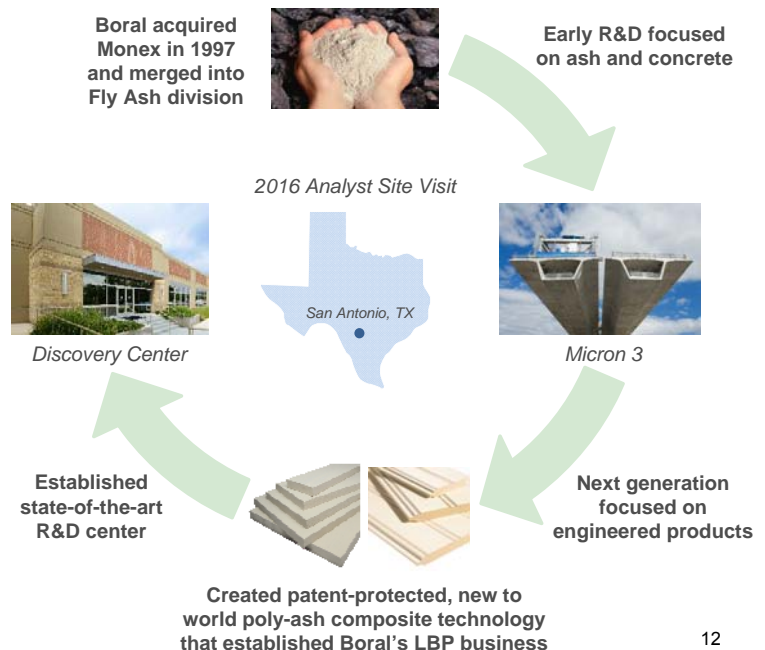 Boral acquired
Monex in 1997
and merged into
Fly Ash division
Early R&D focused
on ash and concrete
2016 Analyst Site Visit
San Antonio, TX
Discovery Center
Micron 3
Established
state-of-the-art
R&D center
Next generation
focused on
engineered products
Created patent-protected, new to
world poly-ash composite technology
that established Boral's LBP business
12